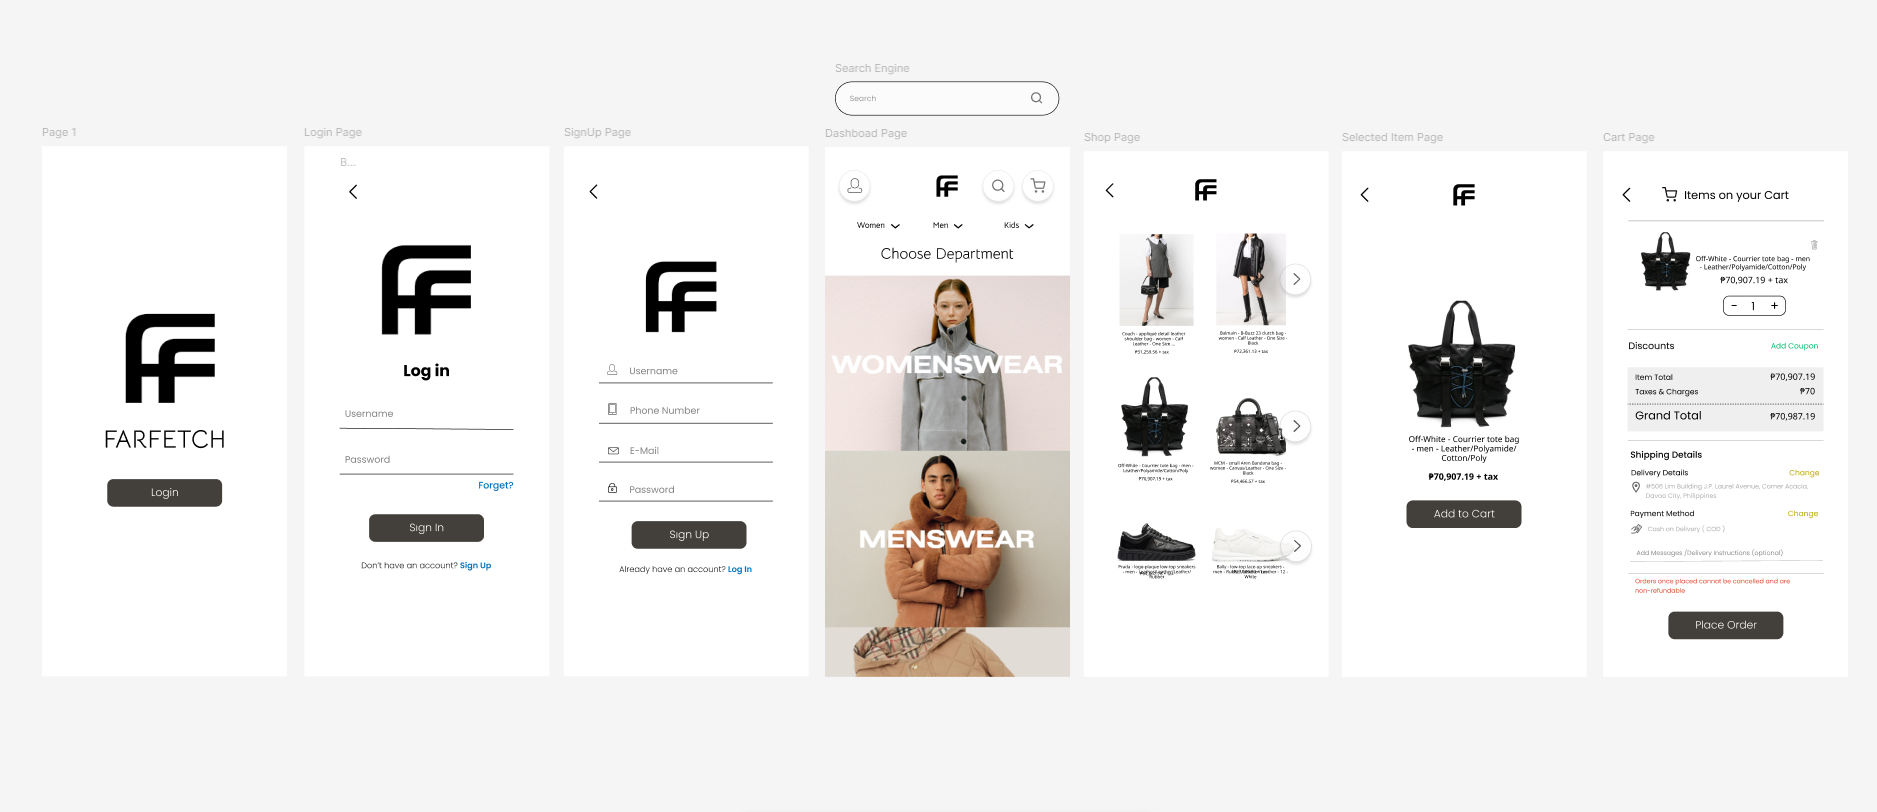 Search Engine
Search
Page 1
FARFETCH
Login
Login Page
B...
Log in
Username
Password
Forget?
Sign In
Don't have an account? Sign Up
SignUp Page
Username
Phone Number
E-Mail
Password
Sign Up
Already have an account? Log In
Dashboad Page
Women
Men
Kids
Choose Department
WOMENSWEAR
MENSWEAR
Shop Page
Coach - appliqué detail leather
shoulder bag - women - Calf
Leather - One Size ...
₱51,259.56 + tax
Balmain - B-Buzz 23 clutch bag -
women - Calf Leather - One Size -
Black
₱72,361.13 + tax
Off-White - Courrier tote bag - men -
Leather/Polyamide/Cotton/Poly
₱70,907.19 + tax
MCM - small Aren Bandana bag -
women - Canvas/Leather - One Size -
Black
₱54,466.57 + tax
Prada - logo-plaque low-top sneakers
- men -
Rubber
Bally - low-top lace-up sneakers -
men -
White
Selected Item Page
Off-White - Courrier tote bag
- men - Leather/Polyamide/
Cotton/Poly
₱70,907.19 + tax
Add to Cart
Cart Page
Items on your Cart
Off-White - Courrier tote bag - men
- Leather/Polyamide/Cotton/Poly
₱70,907.19 + tax
- 1 +
Discounts
Add Coupon
Item Total ₱70,907.19
Taxes & Charges ₱70
Grand Total ₱70,987.19
Shipping Details
Delivery Details Change
#506 Lim Building J.P. Laurel Avenue, Corner Acacia,
Davao City, Philippines
Payment Method Change
Cash on Delivery ( COD )
Add Messages /Delivery Instructions (optional)
Orders once placed cannot be cancelled and are
non-refundable
Place Order